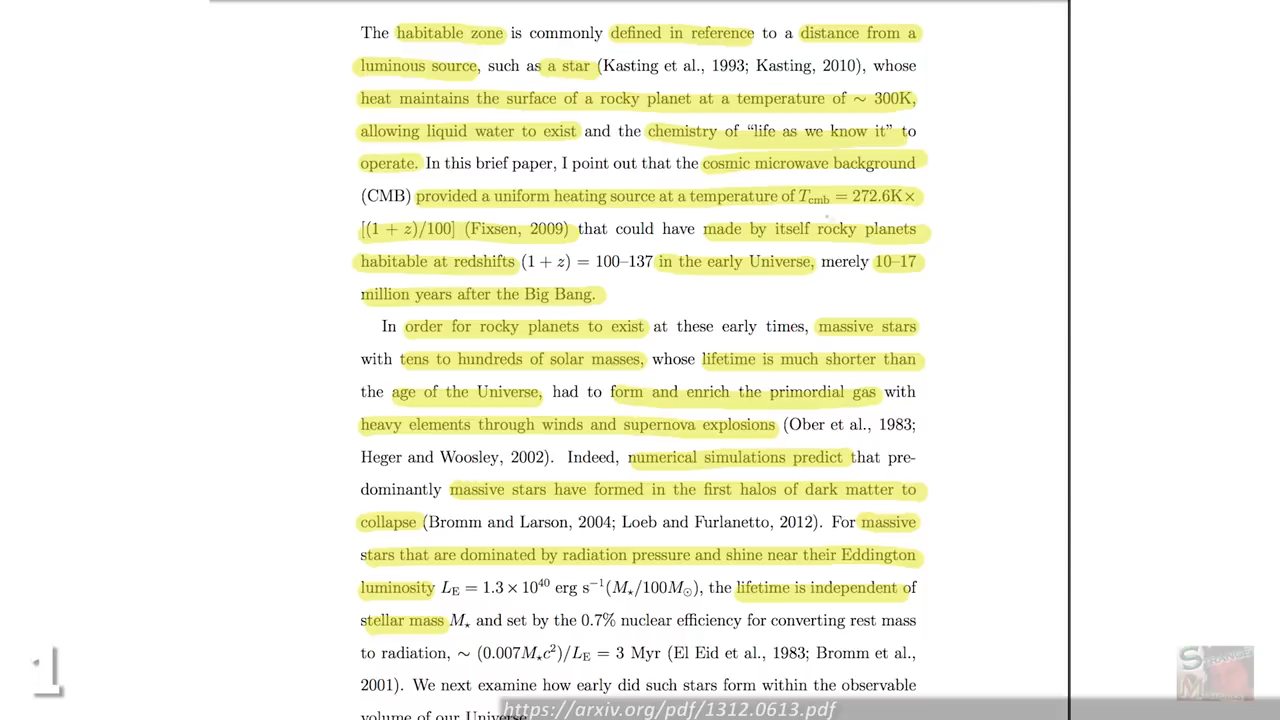 The habitable zone is commonly defined in reference to a distance from a
luminous source, such as a star (Kasting et al., 1993; Kasting, 2010), whose
heat maintains the surface of a rocky planet at a temperature of ∼ 300K,
allowing liquid water to exist and the chemistry of “life as we know it” to
operate. In this brief paper, I point out that the cosmic microwave background
(CMB) provided a uniform heating source at a temperature of T_cmb = 272.6K×
[(1 + z)/100] (Fixsen, 2009) that could have made by itself rocky planets
habitable at redshifts (1 + z) = 100–137 in the early Universe, merely 10–17
million years after the Big Bang.
In order for rocky planets to exist at these early times, massive stars
with tens to hundreds of solar masses, whose lifetime is much shorter than
the age of the Universe, had to form and enrich the primordial gas with
heavy elements through winds and supernova explosions (Ober et al., 1983;
Heger and Woosley, 2002). Indeed, numerical simulations predict that pre-
dominantly massive stars have formed in the first halos of dark matter to
collapse (Bromm and Larson, 2004; Loeb and Furlanetto, 2012). For massive
stars that are dominated by radiation pressure and shine near their Eddington
luminosity L_E = 1.3 × 10^40 erg s^−1(M_⋆/100M_⊙), the lifetime is independent of
stellar mass M_⋆ and set by the 0.7% nuclear efficiency for converting rest mass
to radiation, ∼ (0.007M_⋆c^2)/L_E = 3 Myr (El Eid et al., 1983; Bromm et al.,
2001). We next examine how early did such stars form within the observable
volume of our Universe
1
https://arxiv.org/pdf/1312.0613.pdf
STRANGE